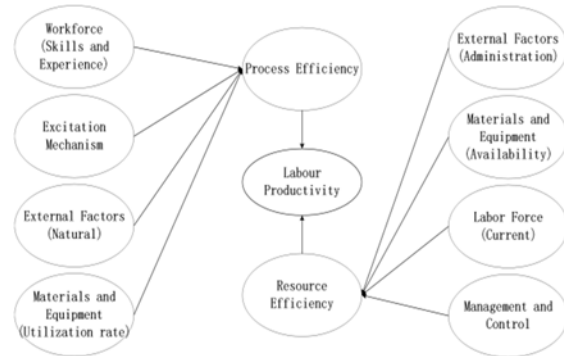 Workforce
(Skills and
Experience)
Excitation
Mechanism
External Factors
(Natural)
Materials and
Equipment
(Utilization rate)
Process Efficiency
Labour
Productivity
Resource
Efficiency
External Factors
(Administration)
Materials and
Equipment
(Availability)
Labor Force
(Current)
Management and
Control